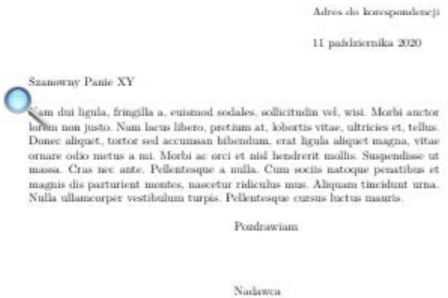 Adres do korespondencji
11 października 2020
Szanowny Panie XY
Nam dui ligula, fringilla a, euismod sodales, sollicitudin vel, wisi. Morbi auctor
lorem non justo. Nam lacus libero, pretium at, lobortis vitae, ultricies et, tellus.
Donec aliquet, tortor sed accumsan bibendum, erat ligula aliquet magna, vitae
ornare odio metus a mi. Morbi ac orci et nisl hendrerit mollis. Suspendisse ut
massa. Cras nec ante. Pellentesque a nulla. Cum sociis natoque penatibus et
magnis dis parturient montes, nascetur ridiculus mus. Aliquam tincidunt urna.
Nulla ullamcorper vestibulum turpis. Pellentesque cursus luctus mauris.
Pozdrawiam
Nadawca